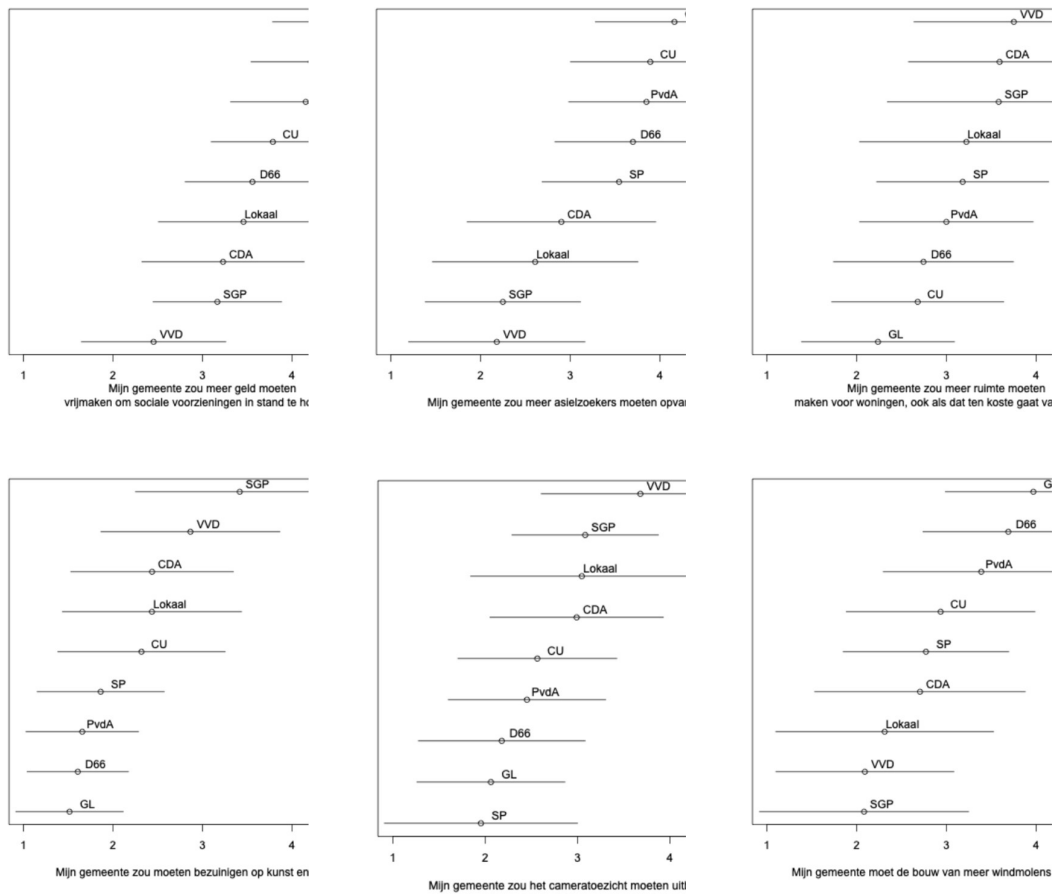 CU
D66
Lokaal
CDA
SGP
VVD
1 2 3 4
Mijn gemeente zou meer geld moeten
vrijmaken om sociale voorzieningen in stand te
CU
PvdA
D66
SP
CDA
Lokaal
SGP
VVD
1 2 3 4
Mijn gemeente zou meer asielzoekers moeten
VVD
CDA
SGP
Lokaal
SP
PvdA
D66
CU
GL
1 2 3 4
Mijn gemeente zou meer ruimte moeten
maken voor woningen, ook als dat ten koste gaat
SGP
VVD
CDA
Lokaal
CU
SP
PvdA
D66
GL
1 2 3 4
Mijn gemeente zou moeten bezuinigen op kunst en
VVD
SGP
Lokaal
CDA
CU
PvdA
D66
GL
SP
1 2 3 4
Mijn gemeente zou het cameratoezicht moeten
G
D66
PvdA
CU
SP
CDA
Lokaal
VVD
SGP
1 2 3 4
Mijn gemeente moet de bouw van meer windmolens